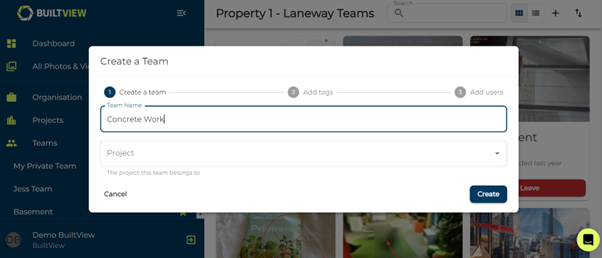 BUILTVIEW
Property 1 - Laneway Teams
Search
Dashboard
All Photos & Vi
Organisation
Projects
Teams
My Private Team
Jess Team
Basement
Demo BuiltView
BuiltView
Create a Team
1 Create a team
2 Add tags
3 Add users
Team Name
Concrete Work
Project
The project this team belongs to
Cancel
Create
ent
ded last year
Leave